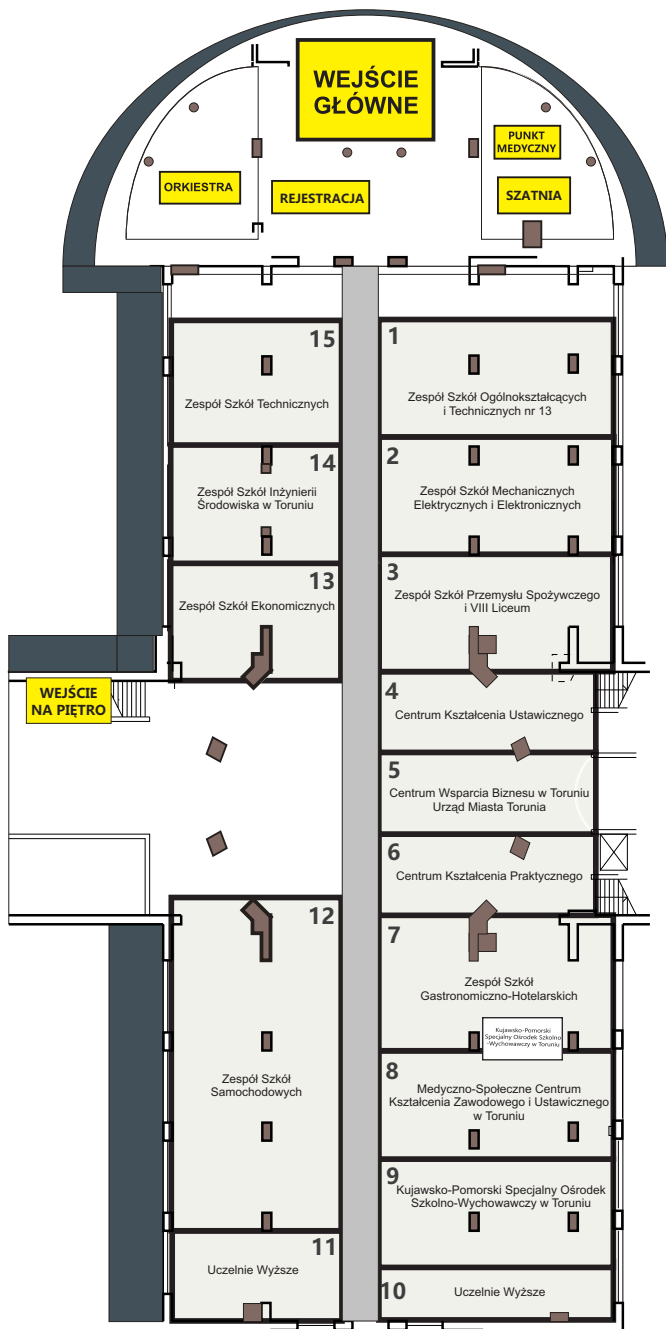 WEJŚCIE
GŁÓWNE
PUNKT
MEDYCZNY
ORKIESTRA
REJESTRACJA
SZATNIA
15
Zespół Szkół Technicznych
1
Zespół Szkół Ogólnokształcących
i Technicznych nr 13
14
Zespół Szkół Inżynierii
Środowiska w Toruniu
2
Zespół Szkół Mechanicznych
Elektrycznych i Elektronicznych
13
Zespół Szkół Ekonomicznych
3
Zespół Szkół Przemysłu Spożywczego
i VIII Liceum
WEJŚCIE
NA PIĘTRO
4
Centrum Kształcenia Ustawicznego
5
Centrum Wsparcia Biznesu w Toruniu
Urząd Miasta Torunia
6
Centrum Kształcenia Praktycznego
12
Zespół Szkół
Samochodowych
7
Zespół Szkół
Gastronomiczno-Hotelarskich
Kujawsko-Pomorski
Specjalny Ośrodek Szkolno
-Wychowawczy w Toruniu
8
Medyczno-Społeczne Centrum
Kształcenia Zawodowego i Ustawicznego
w Toruniu
9
Kujawsko-Pomorski Specjalny Ośrodek
Szkolno-Wychowawczy w Toruniu
11
Uczelnie Wyższe
10
Uczelnie Wyższe